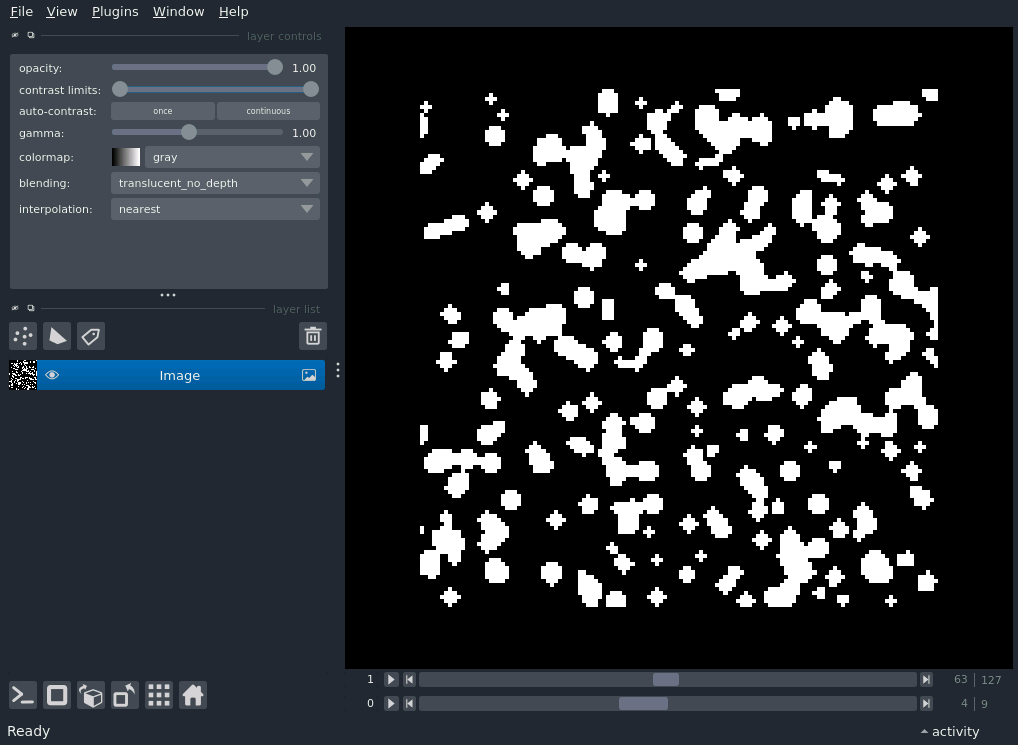 File View Plugins Window Help
layer controls
opacity: 1.00
contrast limits:
auto-contrast: once continuous
gamma: 1.00
colormap: gray
blending: translucent_no_depth
interpolation: nearest
layer list
Image
1 63 127
0 4 9
Ready activity